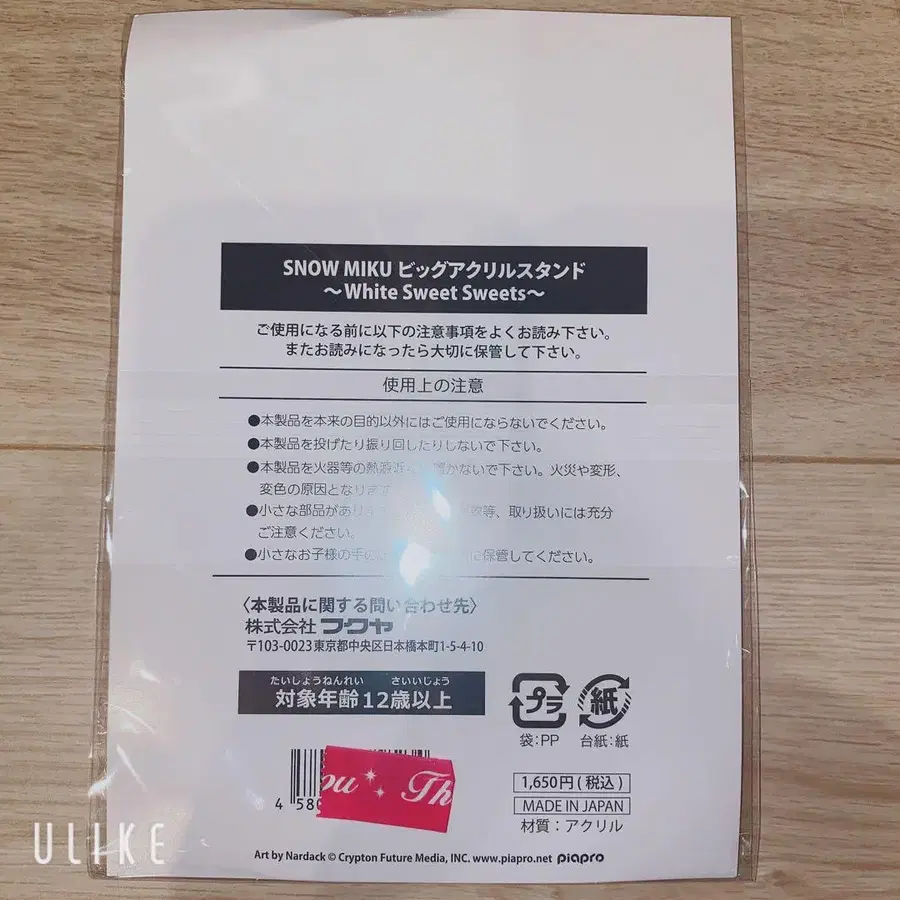 SNOW MIKU ビッグアクリルスタンド
～White Sweet Sweets～
ご使用になる前に以下の注意事項をよくお読み下さい。
またお読みになったら大切に保管して下さい。
使用上の注意
●本製品を本来の目的以外にはご使用にならないでください。
●本製品を投げたり振り回したりしないで下さい。
●本製品を火器等の熱源近くに置かないで下さい。火災や変形、
変色の原因となります
●小さな部品があります 等、取り扱いには充分
ご注意ください。
●小さなお子様の手の に保管してください。
〈本製品に関する問い合わせ先〉
株式会社 フクヤ
〒103-0023 東京都中央区日本橋本町1-5-4-10
たいしょうねんれい さいいじょう
対象年齢12歳以上
プラ 紙
袋:PP 台紙:紙
ou Th
4 580
1,650円(税込)
MADE IN JAPAN
材質：アクリル
Art by Nardack © Crypton Future Media, INC. www.piapro.net piapro
ULIKE